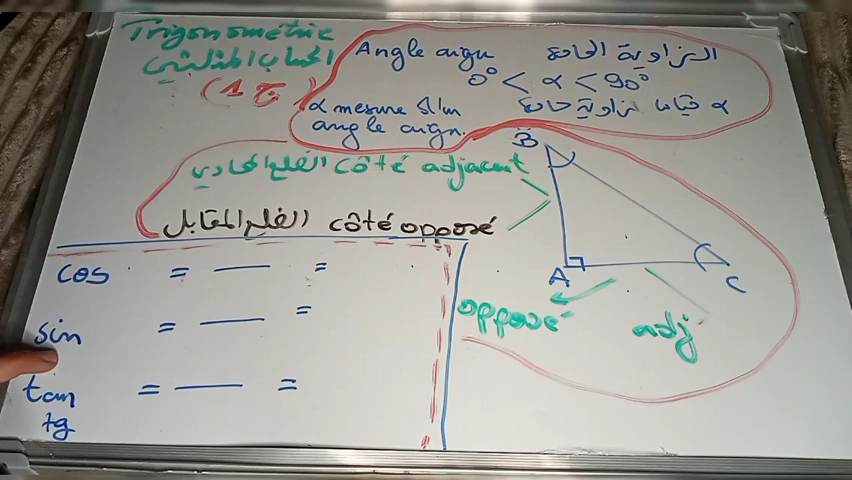 Trigonométrie
الحساب المثلثي
(ج 1)
Angle aigu الزاوية الحادة
0° < α < 90°
α mesure d'un α قياس زاوية حادة
angle aigu.
الضلع المحادي côté adjacent
الضلع المقابل côté opposé
B
A
C
opposé
adj
cos = — =
sin = — =
tan = — =
tg